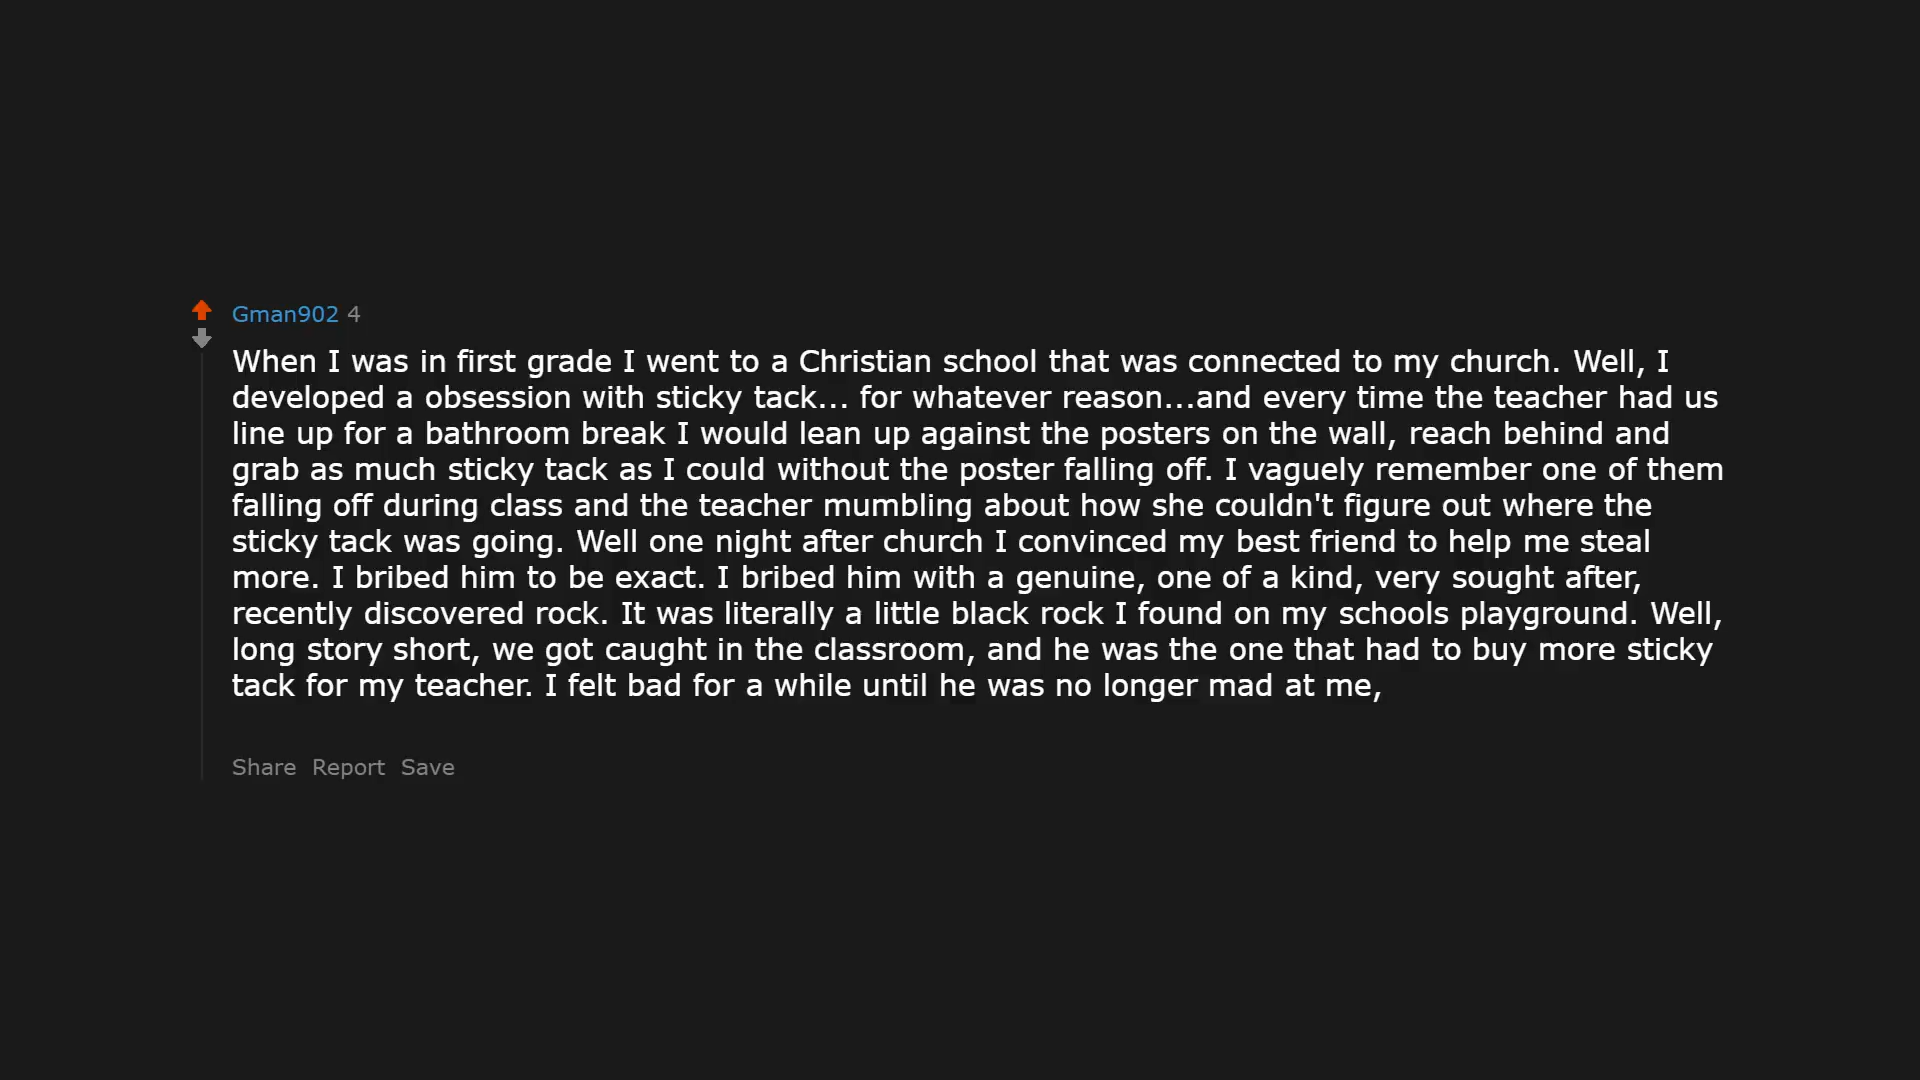 Gman902 4
When I was in first grade I went to a Christian school that was connected to my church. Well, I
developed a obsession with sticky tack... for whatever reason...and every time the teacher had us
line up for a bathroom break I would lean up against the posters on the wall, reach behind and
grab as much sticky tack as I could without the poster falling off. I vaguely remember one of them
falling off during class and the teacher mumbling about how she couldn't figure out where the
sticky tack was going. Well one night after church I convinced my best friend to help me steal
more. I bribed him to be exact. I bribed him with a genuine, one of a kind, very sought after,
recently discovered rock. It was literally a little black rock I found on my schools playground. Well,
long story short, we got caught in the classroom, and he was the one that had to buy more sticky
tack for my teacher. I felt bad for a while until he was no longer mad at me,
Share Report Save